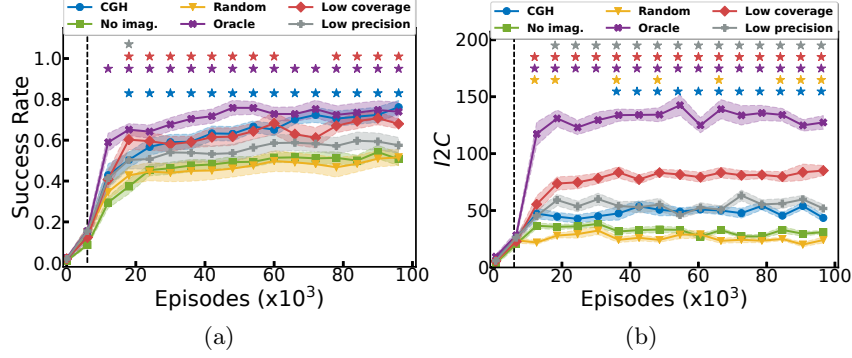 CGH Random Low coverage
No imag. Oracle Low precision
1.0
0.8
0.6
0.4
0.2
0.0
Success Rate
0 20 40 60 80 100
Episodes (x10³)
(a)
CGH Random Low coverage
No imag. Oracle Low precision
200
150
100
50
0
I2C
0 20 40 60 80 100
Episodes (x10³)
(b)